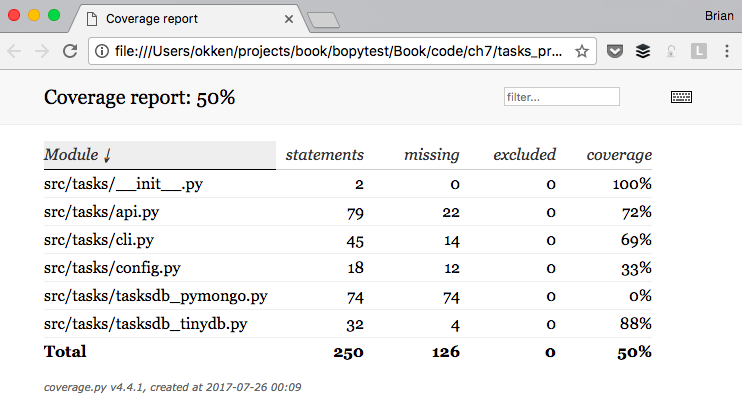 Coverage report
Brian
file:///Users/okken/projects/book/bopytest/Book/code/ch7/tasks_pr...
L
Coverage report: 50%
filter...
Module ↓ statements missing excluded coverage
src/tasks/__init__.py 2 0 0 100%
src/tasks/api.py 79 22 0 72%
src/tasks/cli.py 45 14 0 69%
src/tasks/config.py 18 12 0 33%
src/tasks/tasksdb_pymongo.py 74 74 0 0%
src/tasks/tasksdb_tinydb.py 32 4 0 88%
Total 250 126 0 50%
coverage.py v4.4.1, created at 2017-07-26 00:09